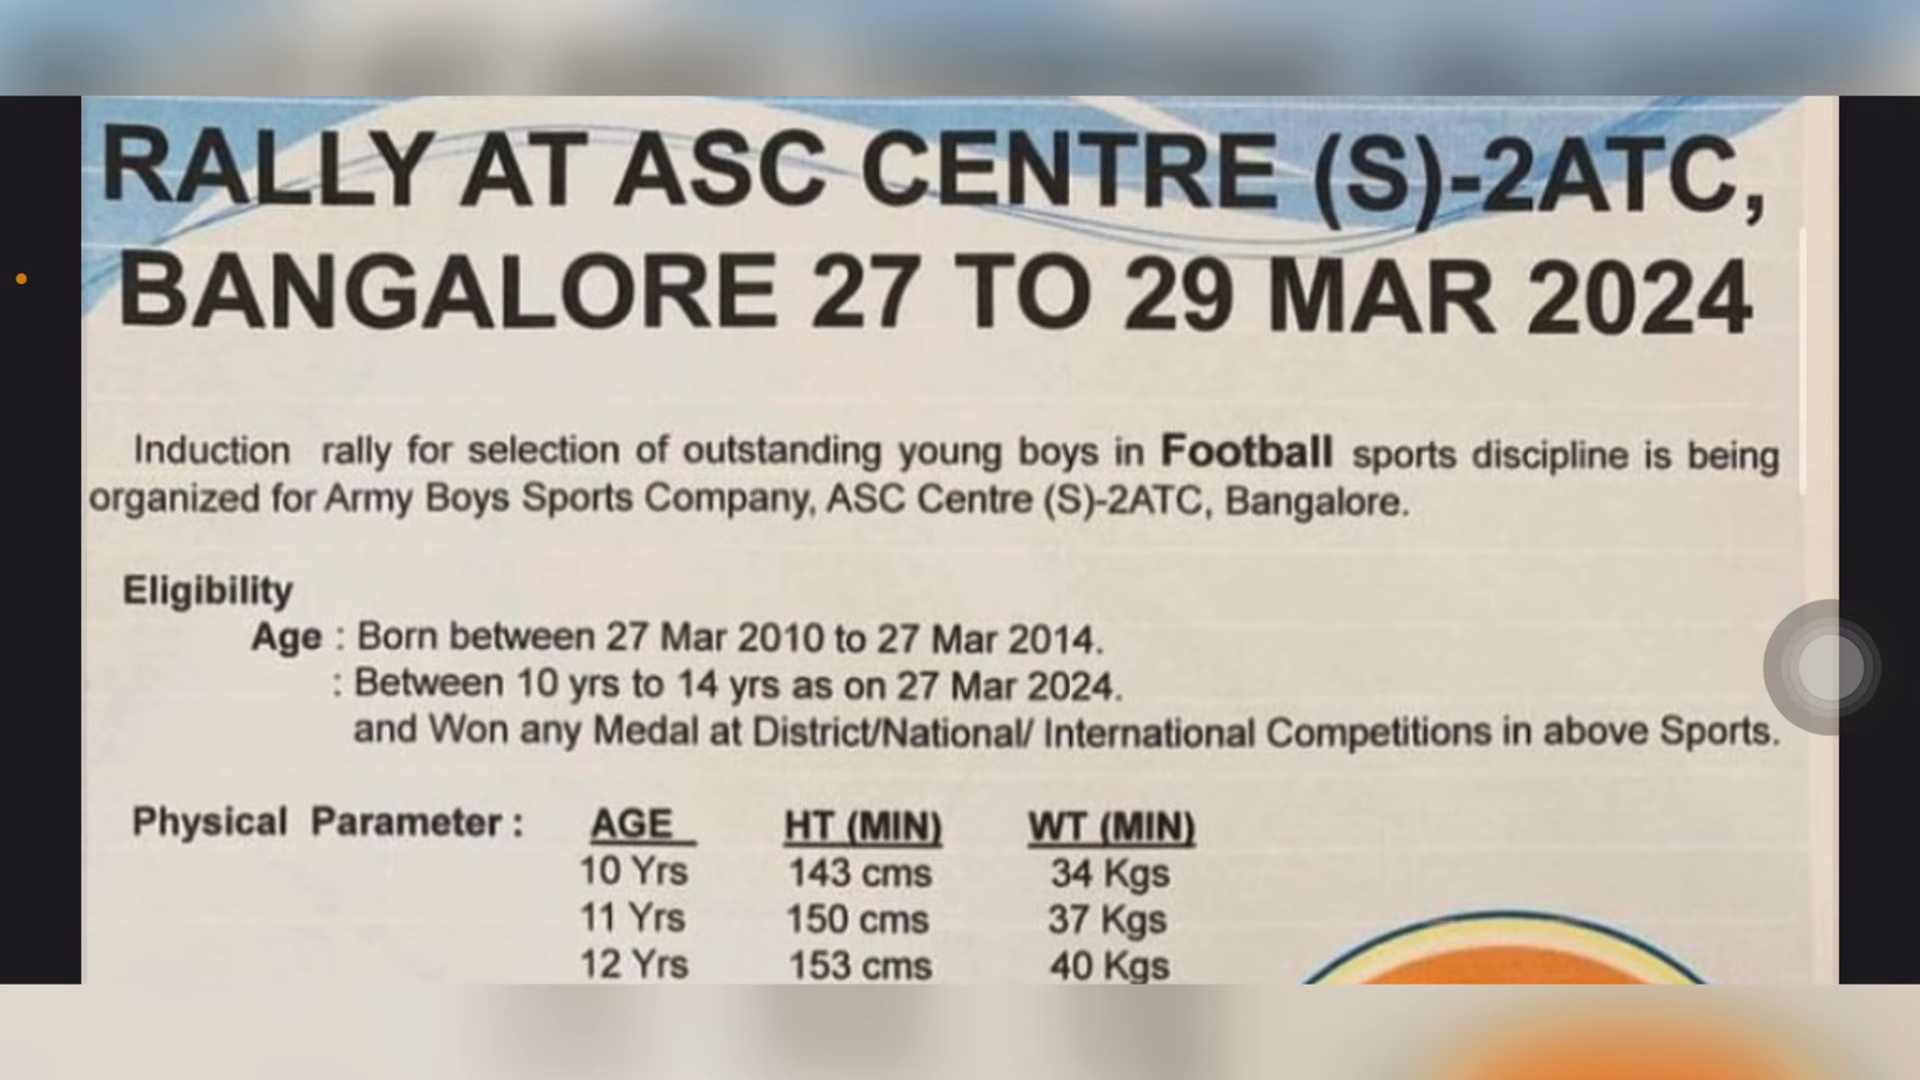 RALLY AT ASC CENTRE (S)-2ATC,
BANGALORE 27 TO 29 MAR 2024
Induction rally for selection of outstanding young boys in Football sports discipline is being
organized for Army Boys Sports Company, ASC Centre (S)-2ATC, Bangalore.
Eligibility
Age : Born between 27 Mar 2010 to 27 Mar 2014.
: Between 10 yrs to 14 yrs as on 27 Mar 2024.
and Won any Medal at District/National/ International Competitions in above Sports.
Physical Parameter : AGE HT (MIN) WT (MIN)
10 Yrs 143 cms 34 Kgs
11 Yrs 150 cms 37 Kgs
12 Yrs 153 cms 40 Kgs